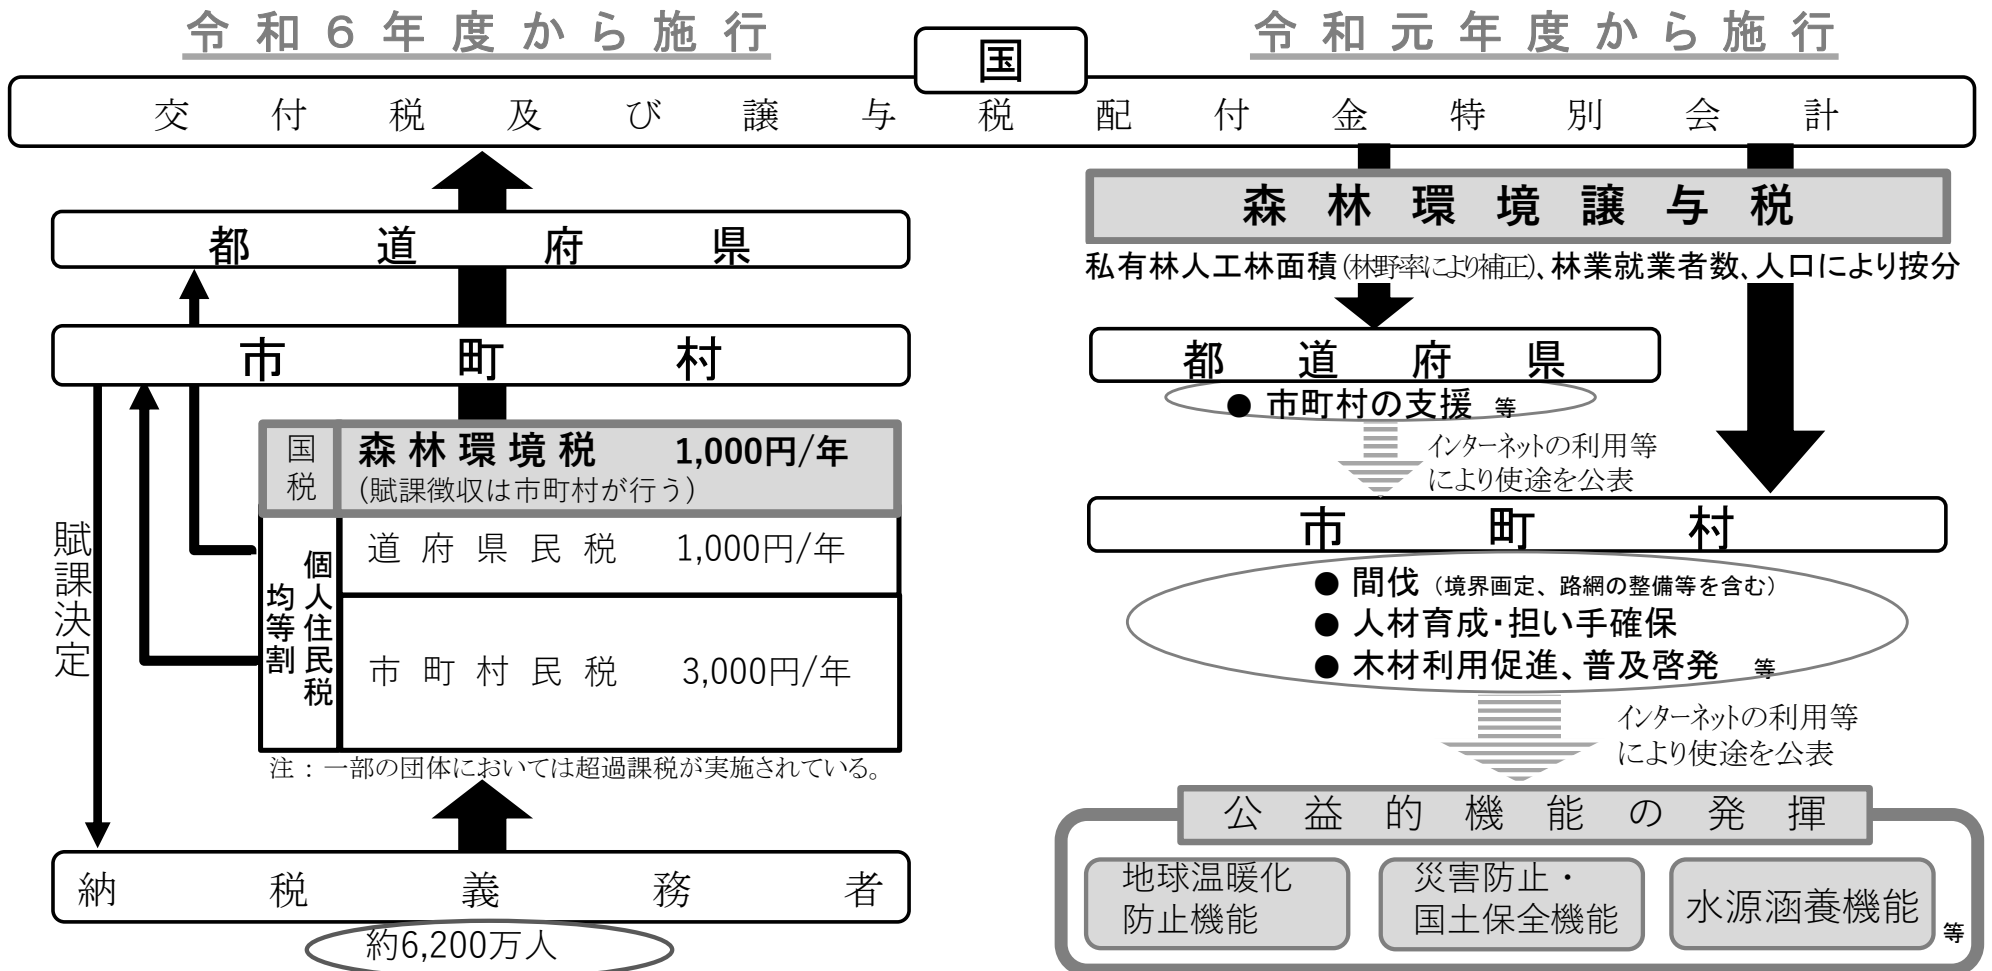 令和６年度から施行
令和元年度から施行
国
交付税及び譲与税配付金特別会計
都道府県
市町村
国税
森林環境税 1,000円/年
(賦課徴収は市町村が行う)
個人住民税
均等割
道府県民税 1,000円/年
市町村民税 3,000円/年
注：一部の団体においては超過課税が実施されている。
賦課決定
納税義務者
約6,200万人
森林環境譲与税
私有林人工林面積(林野率により補正)、林業就業者数、人口により按分
都道府県
● 市町村の支援 等
インターネットの利用等
により使途を公表
市町村
● 間伐（境界画定、路網の整備等を含む）
● 人材育成・担い手確保
● 木材利用促進、普及啓発 等
インターネットの利用等
により使途を公表
公益的機能の発揮
地球温暖化
防止機能
災害防止・
国土保全機能
水源涵養機能
等